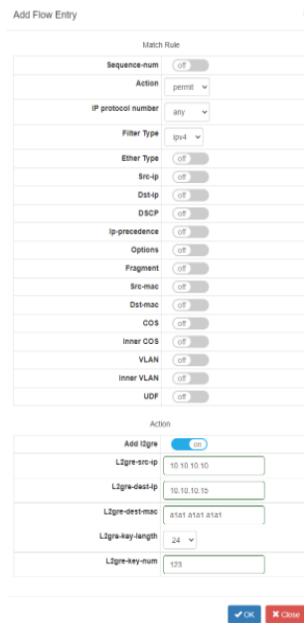 Add Flow Entry
Match Rule
Sequence-num off
Action permit
IP protocol number any
Filter Type ipv4
Ether Type off
Src-ip off
Dst-ip off
DSCP off
Ip-precedence off
Options off
Fragment off
Src-mac off
Dst-mac off
COS off
Inner COS off
VLAN off
Inner VLAN off
UDF off
Action
Add l2gre on
L2gre-src-ip 10.10.10.10
L2gre-dest-ip 10.10.10.15
L2gre-dest-mac a1a1.a1a1.a1a1
L2gre-key-length 24
L2gre-key-num 123
OK Close